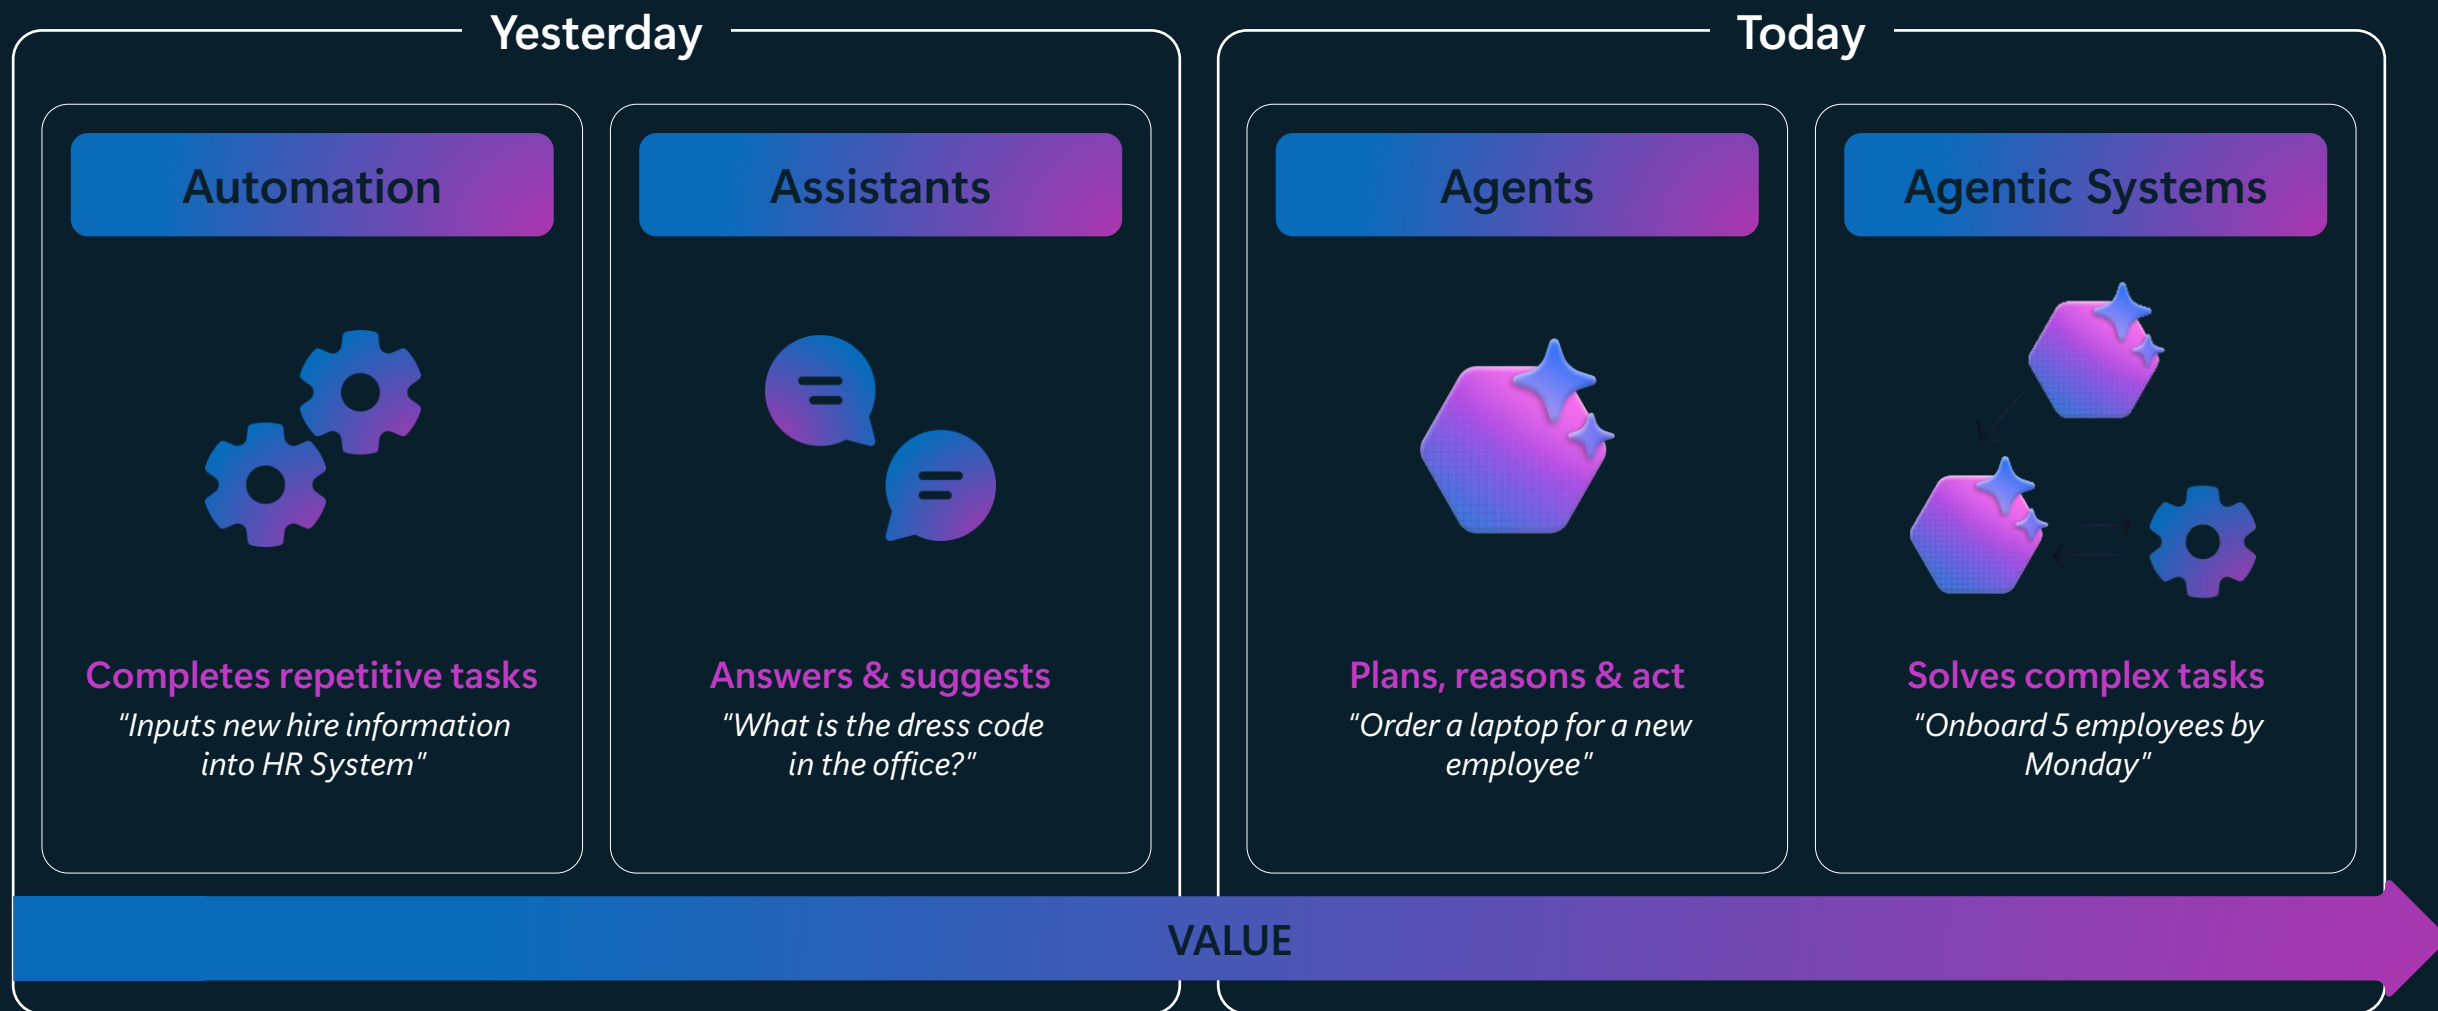 Yesterday
Automation
Completes repetitive tasks
"Inputs new hire information
into HR System"
Assistants
Answers & suggests
"What is the dress code
in the office?"
Today
Agents
Plans, reasons & act
"Order a laptop for a new
employee"
Agentic Systems
Solves complex tasks
"Onboard 5 employees by
Monday"
VALUE